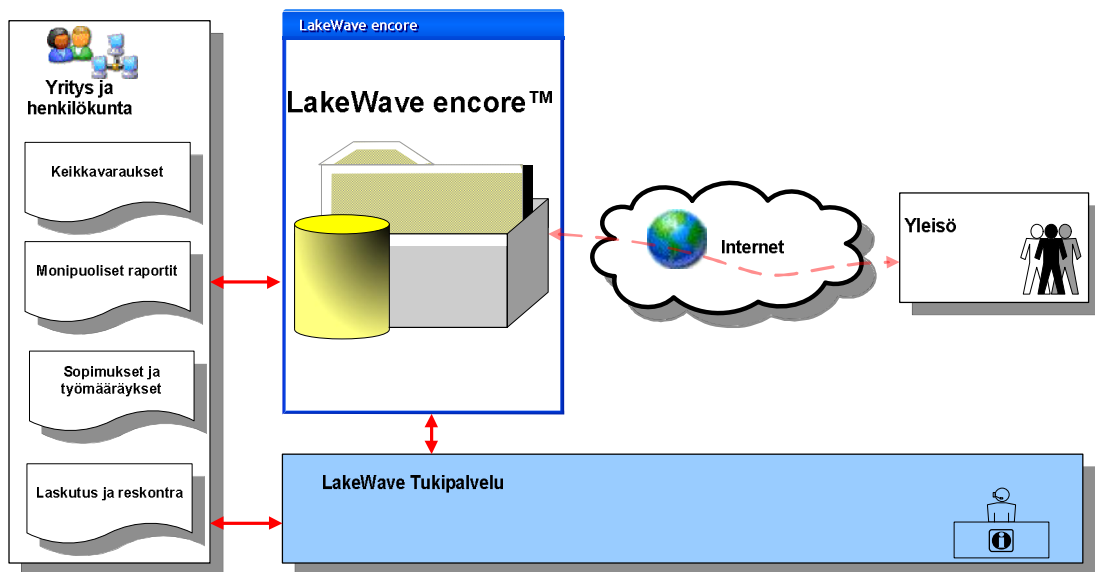 Yritys ja
henkilökunta
Keikkavaraukset
Monipuoliset raportit
Sopimukset ja
työmääräykset
Laskutus ja reskontra
LakeWave encore
LakeWave encore™
Internet
Yleisö
LakeWave Tukipalvelu